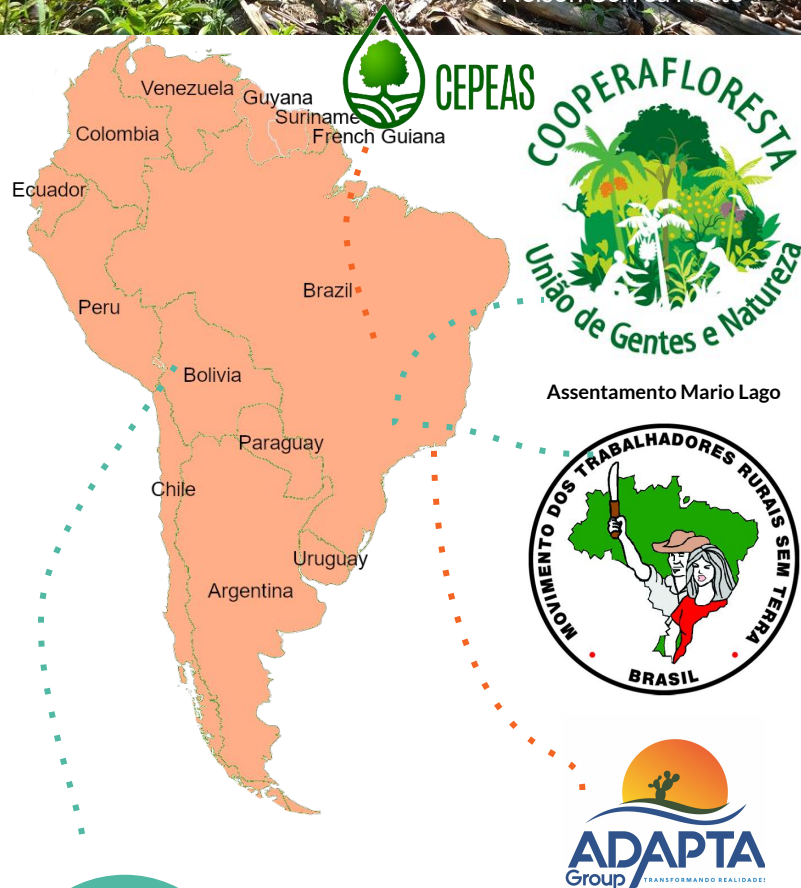 CEPEAS
Venezuela
Guyana
Suriname
French Guiana
Colombia
Ecuador
Brazil
Peru
Bolivia
Paraguay
Chile
Uruguay
Argentina
COOPERAFLORESTA
União de Gentes e Natureza
Assentamento Mario Lago
MOVIMENTO DOS TRABALHADORES RURAIS SEM TERRA
BRASIL
ADAPTA
Group
TRANSFORMANDO REALIDADES